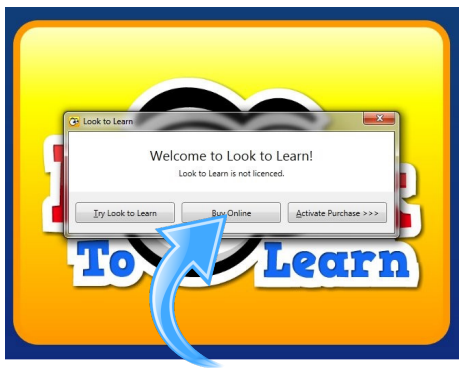 Look to Learn
Welcome to Look to Learn!
Look to Learn is not licenced.
Try Look to Learn
Buy Online
Activate Purchase >>>
To Learn